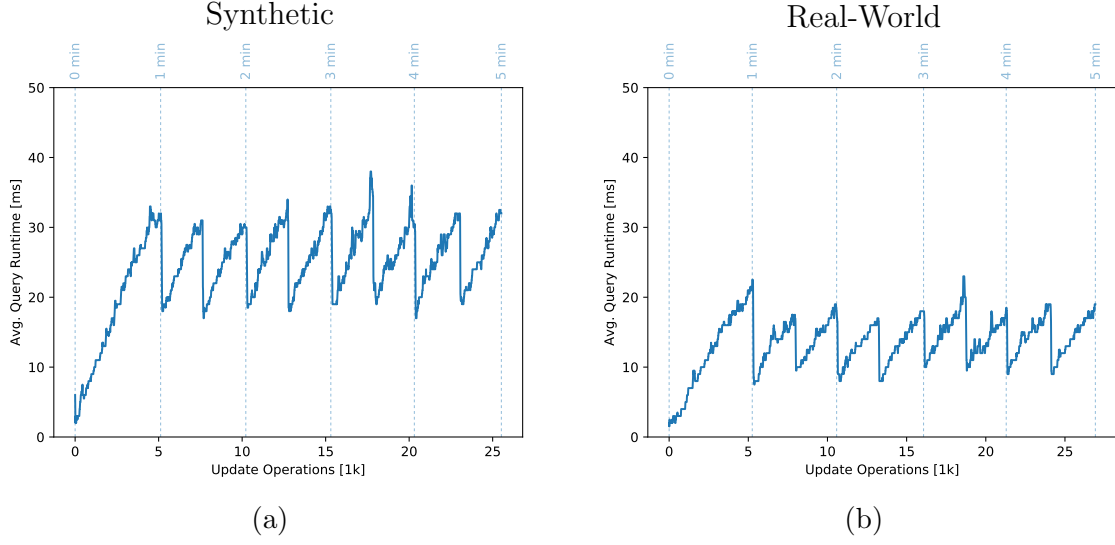 Synthetic
0 min 1 min 2 min 3 min 4 min 5 min
50
40
30
20
10
0
Avg. Query Runtime [ms]
0 5 10 15 20 25
Update Operations [1k]
(a)
Real-World
0 min 1 min 2 min 3 min 4 min 5 min
50
40
30
20
10
0
Avg. Query Runtime [ms]
0 5 10 15 20 25
Update Operations [1k]
(b)